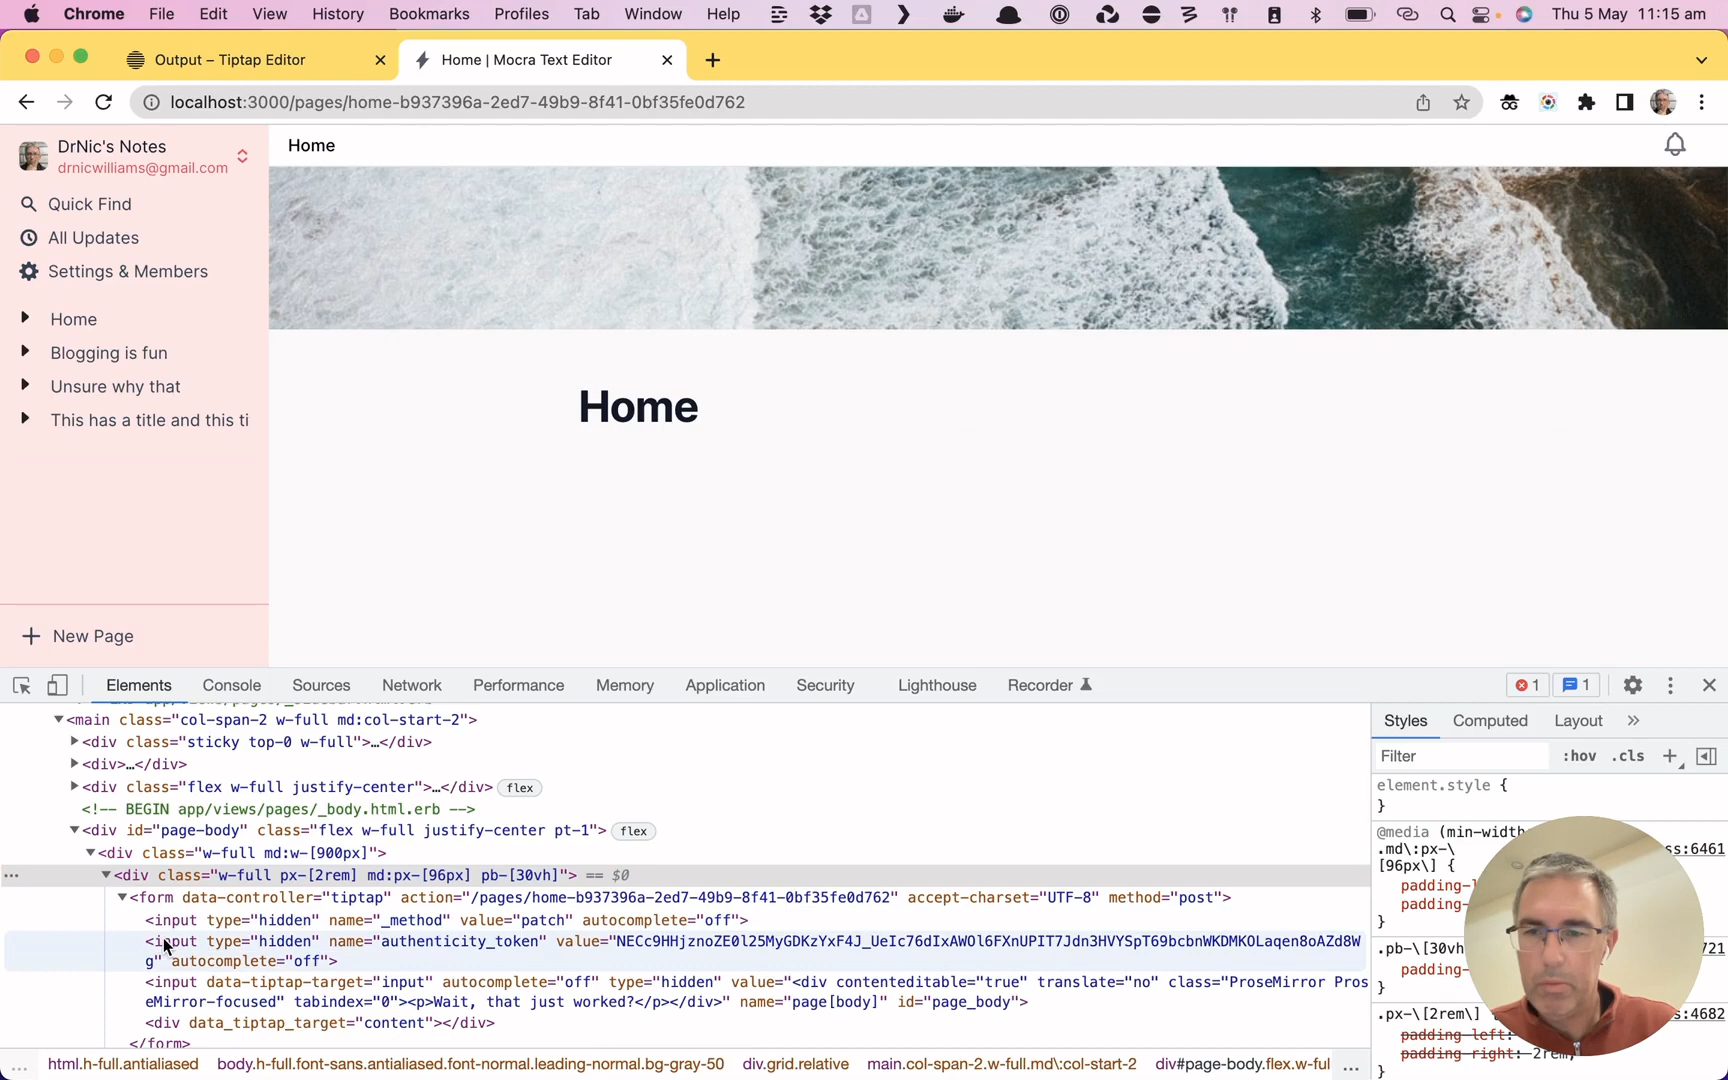 Chrome File Edit View History Bookmarks Profiles Tab Window Help Thu 5 May 11:15 am
Output – Tiptap Editor
Home | Mocra Text Editor
localhost:3000/pages/home-b937396a-2ed7-49b9-8f41-0bf35fe0d762
DrNic's Notes
drnicwilliams@gmail.com
Home
Quick Find
All Updates
Settings & Members
Home
Blogging is fun
Unsure why that
This has a title and this ti
New Page
Home
Elements Console Sources Network Performance Memory Application Security Lighthouse Recorder 1 1
<main class="col-span-2 w-full md:col-start-2">
<div class="sticky top-0 w-full">…</div>
<div>…</div>
<div class="flex w-full justify-center">…</div> flex
<!-- BEGIN app/views/pages/_body.html.erb -->
<div id="page-body" class="flex w-full justify-center pt-1"> flex
<div class="w-full md:w-[900px]">
<div class="w-full px-[2rem] md:px-[96px] pb-[30vh]"> == $0
<form data-controller="tiptap" action="/pages/home-b937396a-2ed7-49b9-8f41-0bf35fe0d762" accept-charset="UTF-8" method="post">
<input type="hidden" name="_method" value="patch" autocomplete="off">
<input type="hidden" name="authenticity_token" value="NECc9HHjznoZE0l25MyGDKzYxF4J_UeIc76dIxAWOl6FXnUPIT7Jdn3HVYSpT69bcbnWKDMKOLaqen8oAZd8W
g" autocomplete="off">
<input data-tiptap-target="input" autocomplete="off" type="hidden" value="<div contenteditable="true" translate="no" class="ProseMirror Pros
eMirror-focused" tabindex="0"><p>Wait, that just worked?</p></div>" name="page[body]" id="page_body">
<div data_tiptap_target="content"></div>
</form>
... html.h-full.antialiased body.h-full.font-sans.antialiased.font-normal.leading-normal.bg-gray-50 div.grid.relative main.col-span-2.w-full.md\:col-start-2 div#page-body.flex.w-ful ...
Styles Computed Layout
Filter :hov .cls
element.style {
}
@media (min-width
.md\:px-\ ss:6461
[96px\] {
padding-l
padding-
}
.pb-\[30vh 721
padding-
}
.px-\[2rem\] s:4682
padding-left:
padding-right: 2rem;
}